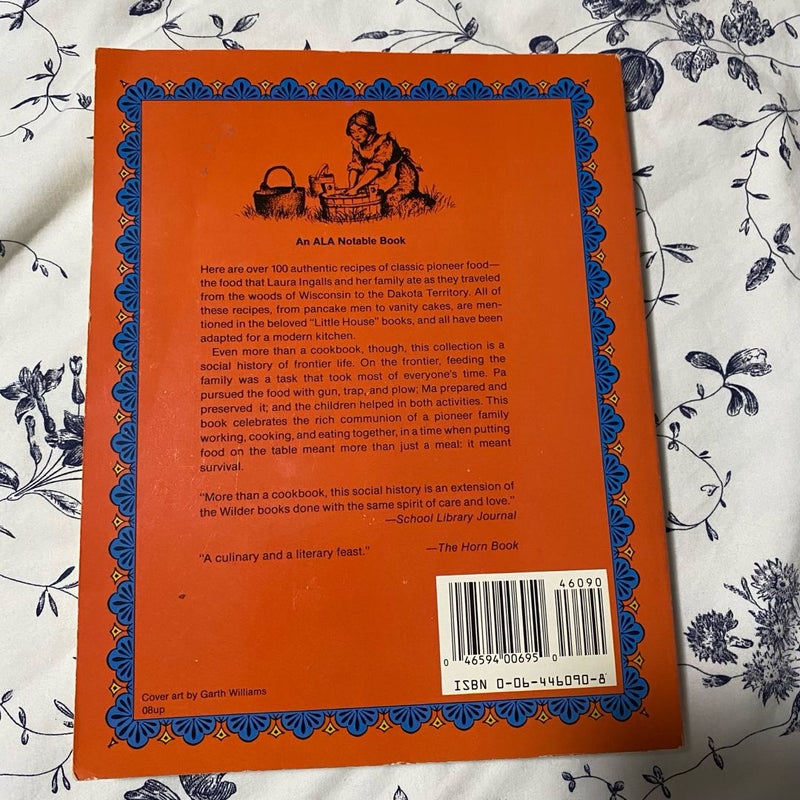 An ALA Notable Book
Here are over 100 authentic recipes of classic pioneer food—
the food that Laura Ingalls and her family ate as they traveled
from the woods of Wisconsin to the Dakota Territory. All of
these recipes, from pancake men to vanity cakes, are men-
tioned in the beloved "Little House" books, and all have been
adapted for a modern kitchen.
Even more than a cookbook, though, this collection is a
social history of frontier life. On the frontier, feeding the
family was a task that took most of everyone's time. Pa
pursued the food with gun, trap, and plow; Ma prepared and
preserved it; and the children helped in both activities. This
book celebrates the rich communion of a pioneer family
working, cooking, and eating together, in a time when putting
food on the table meant more than just a meal: it meant
survival.
"More than a cookbook, this social history is an extension of
the Wilder books done with the same spirit of care and love."
—School Library Journal
"A culinary and a literary feast." —The Horn Book
46090
0 46594 00695 0
ISBN 0-06-446090-8
Cover art by Garth Williams
08up